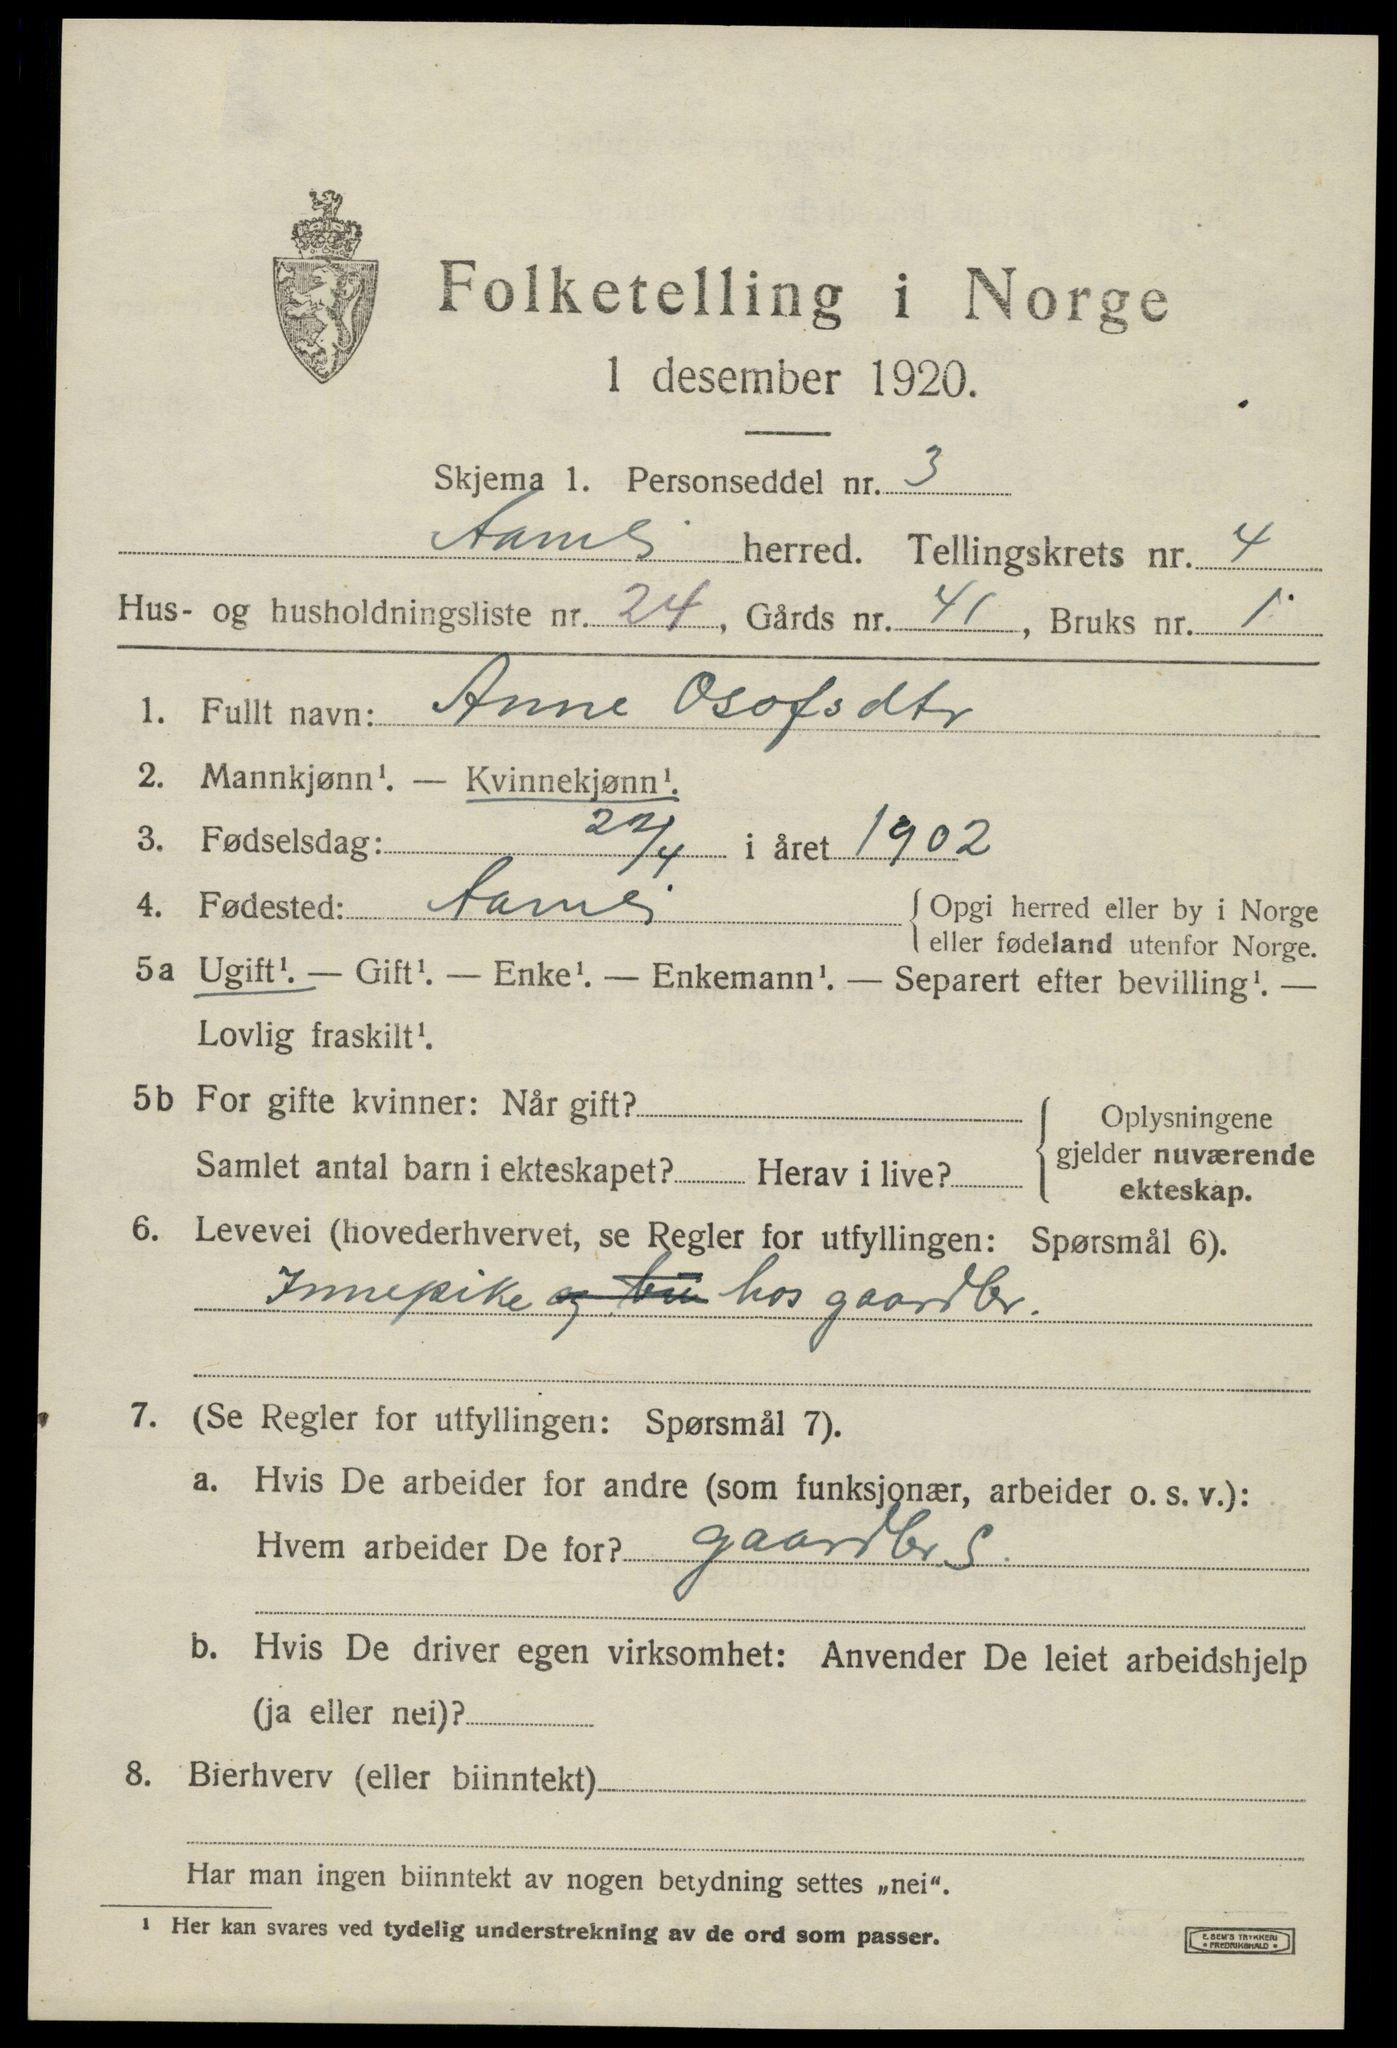 Folketelling i Norge
1 desember 1920.
Skjema 1. Personseddel nr. 3
Aamli herred. Tellingskrets nr. 4
Hus- og husholdningsliste nr. 24, Gårds nr. 41, Bruks nr. 1
1. Fullt navn: Anne Osofsdtr
2. Mannkjønn¹. — Kvinnekjønn¹.
3. Fødselsdag: 22/4 i året 1902
4. Fødested: Aamli { Opgi herred eller by i Norge
eller fødeland utenfor Norge.
5a Ugift¹. — Gift¹. — Enke¹. — Enkemann¹. — Separert efter bevilling¹. —
Lovlig fraskilt¹.
5b For gifte kvinner: Når gift?
Samlet antal barn i ekteskapet? Herav i live?
Oplysningene
gjelder nuværende
ekteskap.
6. Levevei (hovederhvervet, se Regler for utfyllingen: Spørsmål 6).
Innepike og hos gaardbr.
7. (Se Regler for utfyllingen: Spørsmål 7).
a. Hvis De arbeider for andre (som funksjonær, arbeider o. s. v.):
Hvem arbeider De for? gaardbr S.
b. Hvis De driver egen virksomhet: Anvender De leiet arbeidshjelp
(ja eller nei)?
8. Bierhverv (eller biinntekt)
Har man ingen biinntekt av nogen betydning settes „nei“.
¹ Her kan svares ved tydelig understrekning av de ord som passer.
E. SEM'S TRYKKERI
• FREDRIKSHALD •